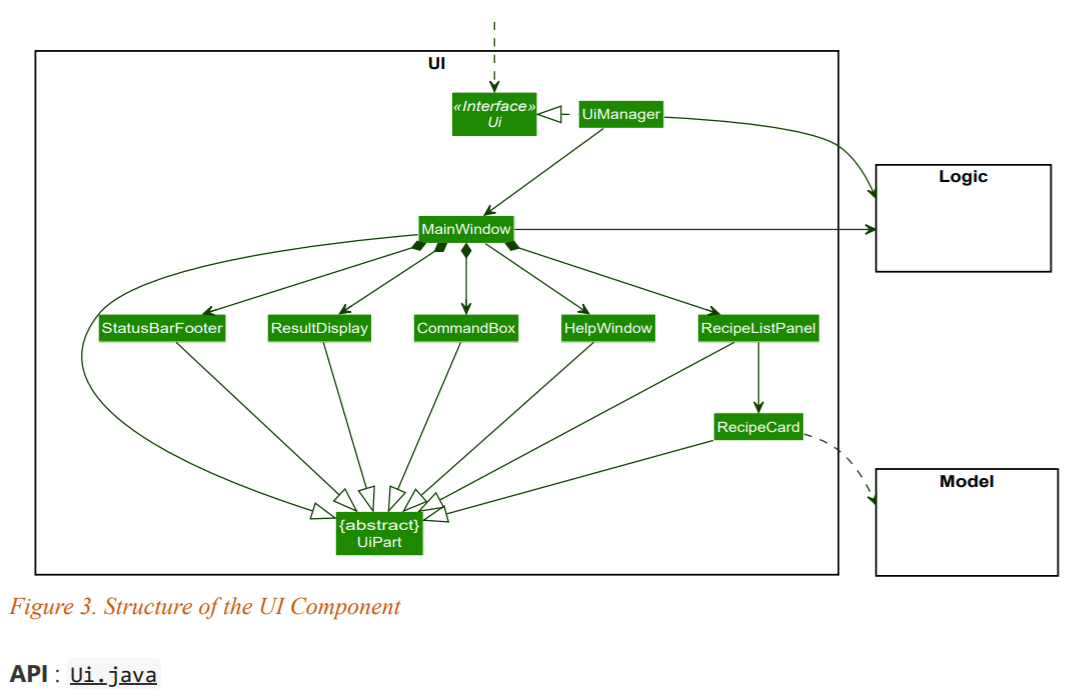 UI
«Interface»
Ui
UiManager
Logic
MainWindow
StatusBarFooter
ResultDisplay
CommandBox
HelpWindow
RecipeListPanel
RecipeCard
Model
{abstract}
UiPart
Figure 3. Structure of the UI Component
API : Ui.java